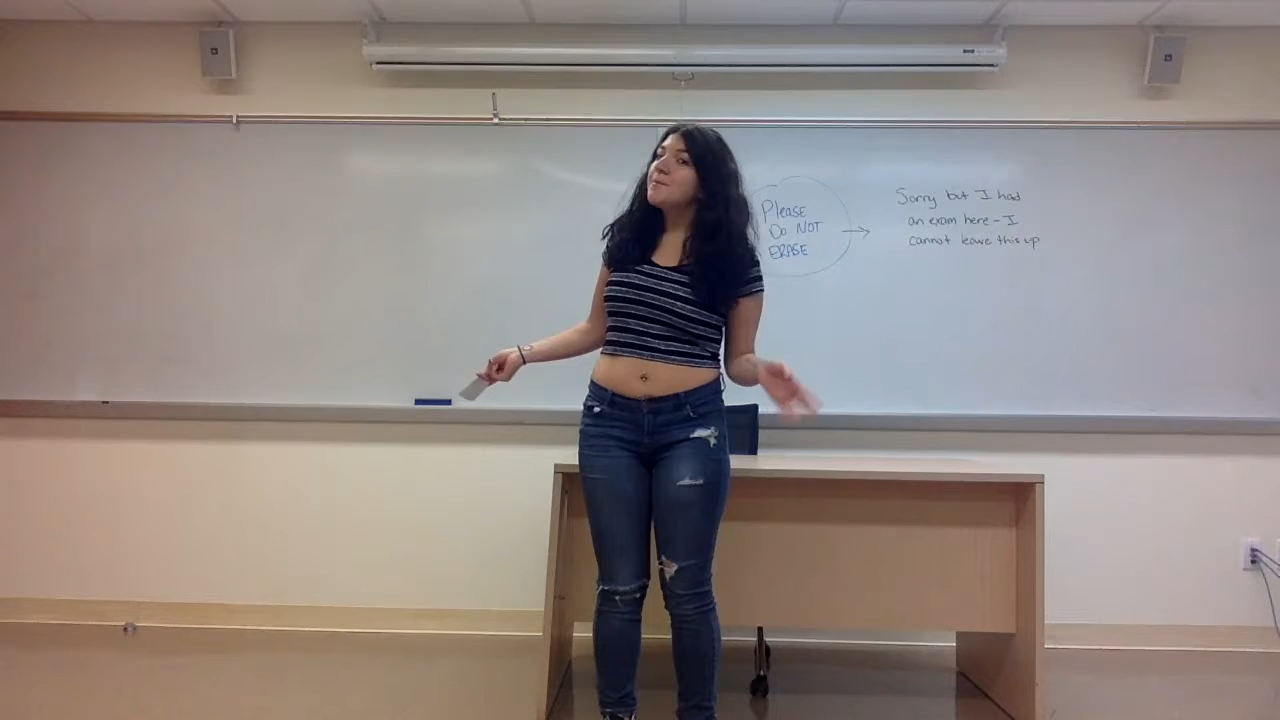 Please
Do NOT
ERASE
Sorry but I had
an exam here - I
cannot leave this up